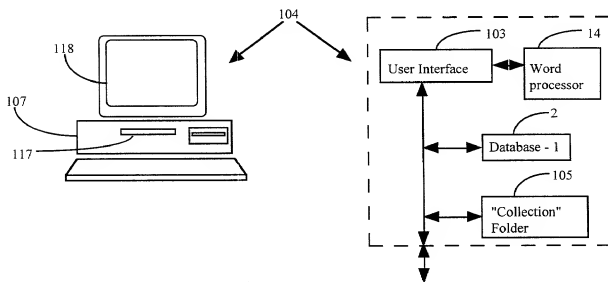 104
118
107
117
103
14
User Interface
Word
processor
2
Database - 1
105
"Collection"
Folder